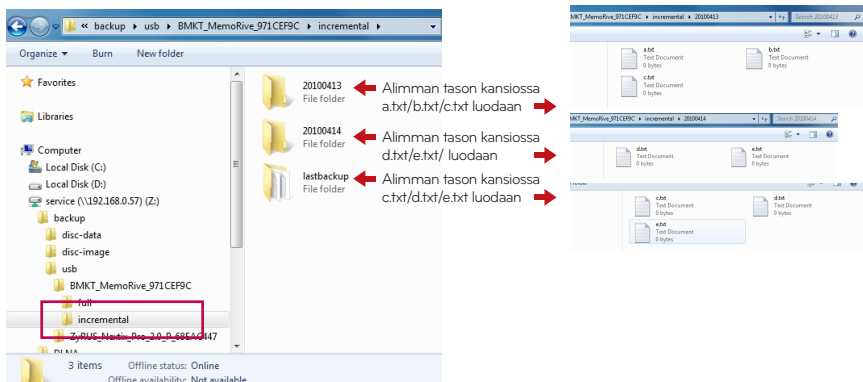 « backup ▸ usb ▸ BMKT_MemoRive_971CEF9C ▸ incremental ▸
Organize ▾ Burn New folder
Favorites
Libraries
Computer
Local Disk (C:)
Local Disk (D:)
service (\\192.168.0.57) (Z:)
backup
disc-data
disc-image
usb
BMKT_MemoRive_971CEF9C
full
incremental
ZyRUS_Nextix_Pro_2.0_P_68EAC447
DLNA
3 items Offline status: Online
Offline availability: Not available
20100413
File folder
20100414
File folder
lastbackup
File folder
Alimman tason kansiossa
a.txt/b.txt/c.txt luodaan
Alimman tason kansiossa
d.txt/e.txt/ luodaan
Alimman tason kansiossa
c.txt/d.txt/e.txt luodaan
MKT_MemoRive_971CEF9C ▸ incremental ▸ 20100413
Search 20100413
a.txt
Text Document
0 bytes
b.txt
Text Document
0 bytes
c.txt
Text Document
0 bytes
MKT_MemoRive_971CEF9C ▸ incremental ▸ 20100414
Search 20100414
d.txt
Text Document
0 bytes
e.txt
Text Document
0 bytes
c.txt
Text Document
0 bytes
d.txt
Text Document
0 bytes
e.txt
Text Document
0 bytes